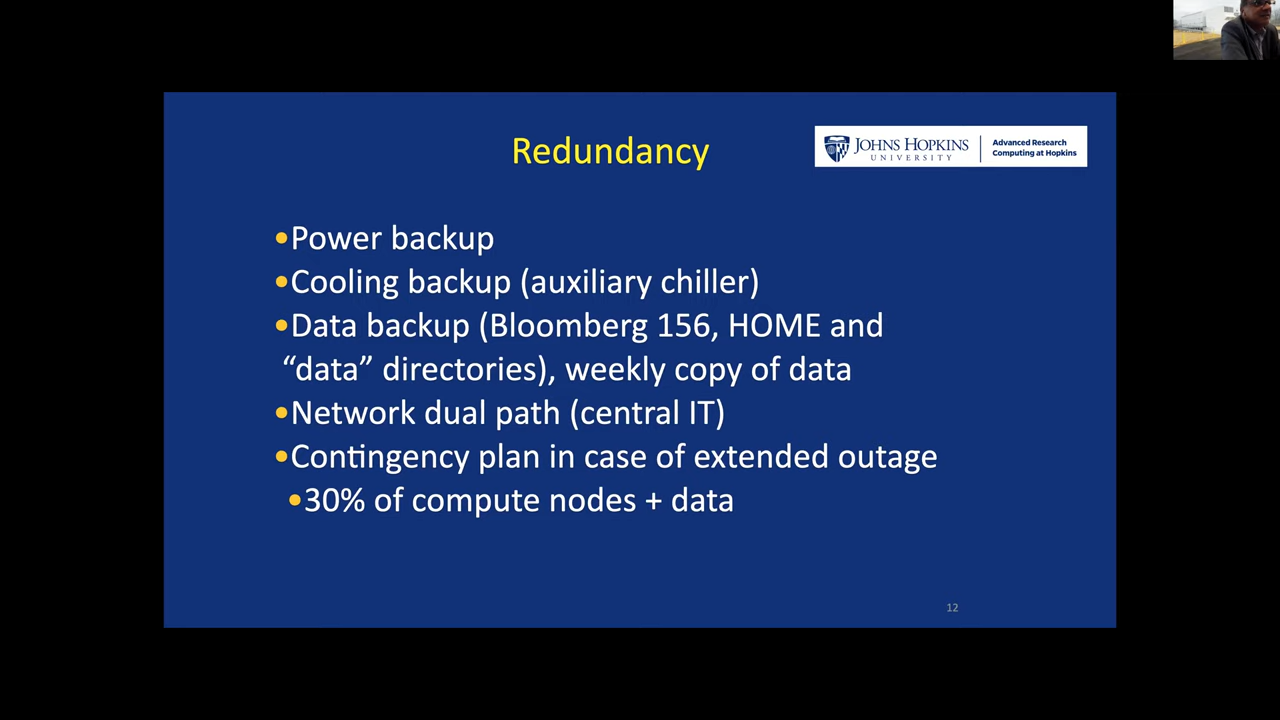 Redundancy
JOHNS HOPKINS
UNIVERSITY
Advanced Research
Computing at Hopkins
•Power backup
•Cooling backup (auxiliary chiller)
•Data backup (Bloomberg 156, HOME and
“data” directories), weekly copy of data
•Network dual path (central IT)
•Contingency plan in case of extended outage
•30% of compute nodes + data
12